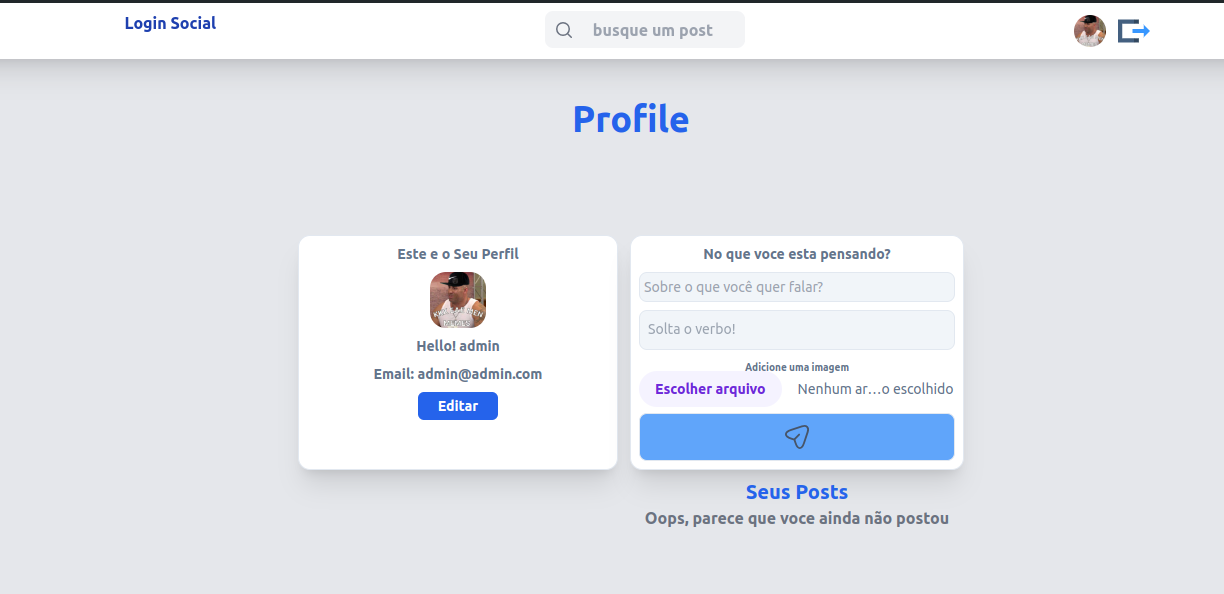 Login Social
busque um post
Profile
Este e o Seu Perfil
Hello! admin
Email: admin@admin.com
Editar
No que voce esta pensando?
Sobre o que você quer falar?
Solta o verbo!
Adicione uma imagem
Escolher arquivo Nenhum ar…o escolhido
Seus Posts
Oops, parece que voce ainda não postou